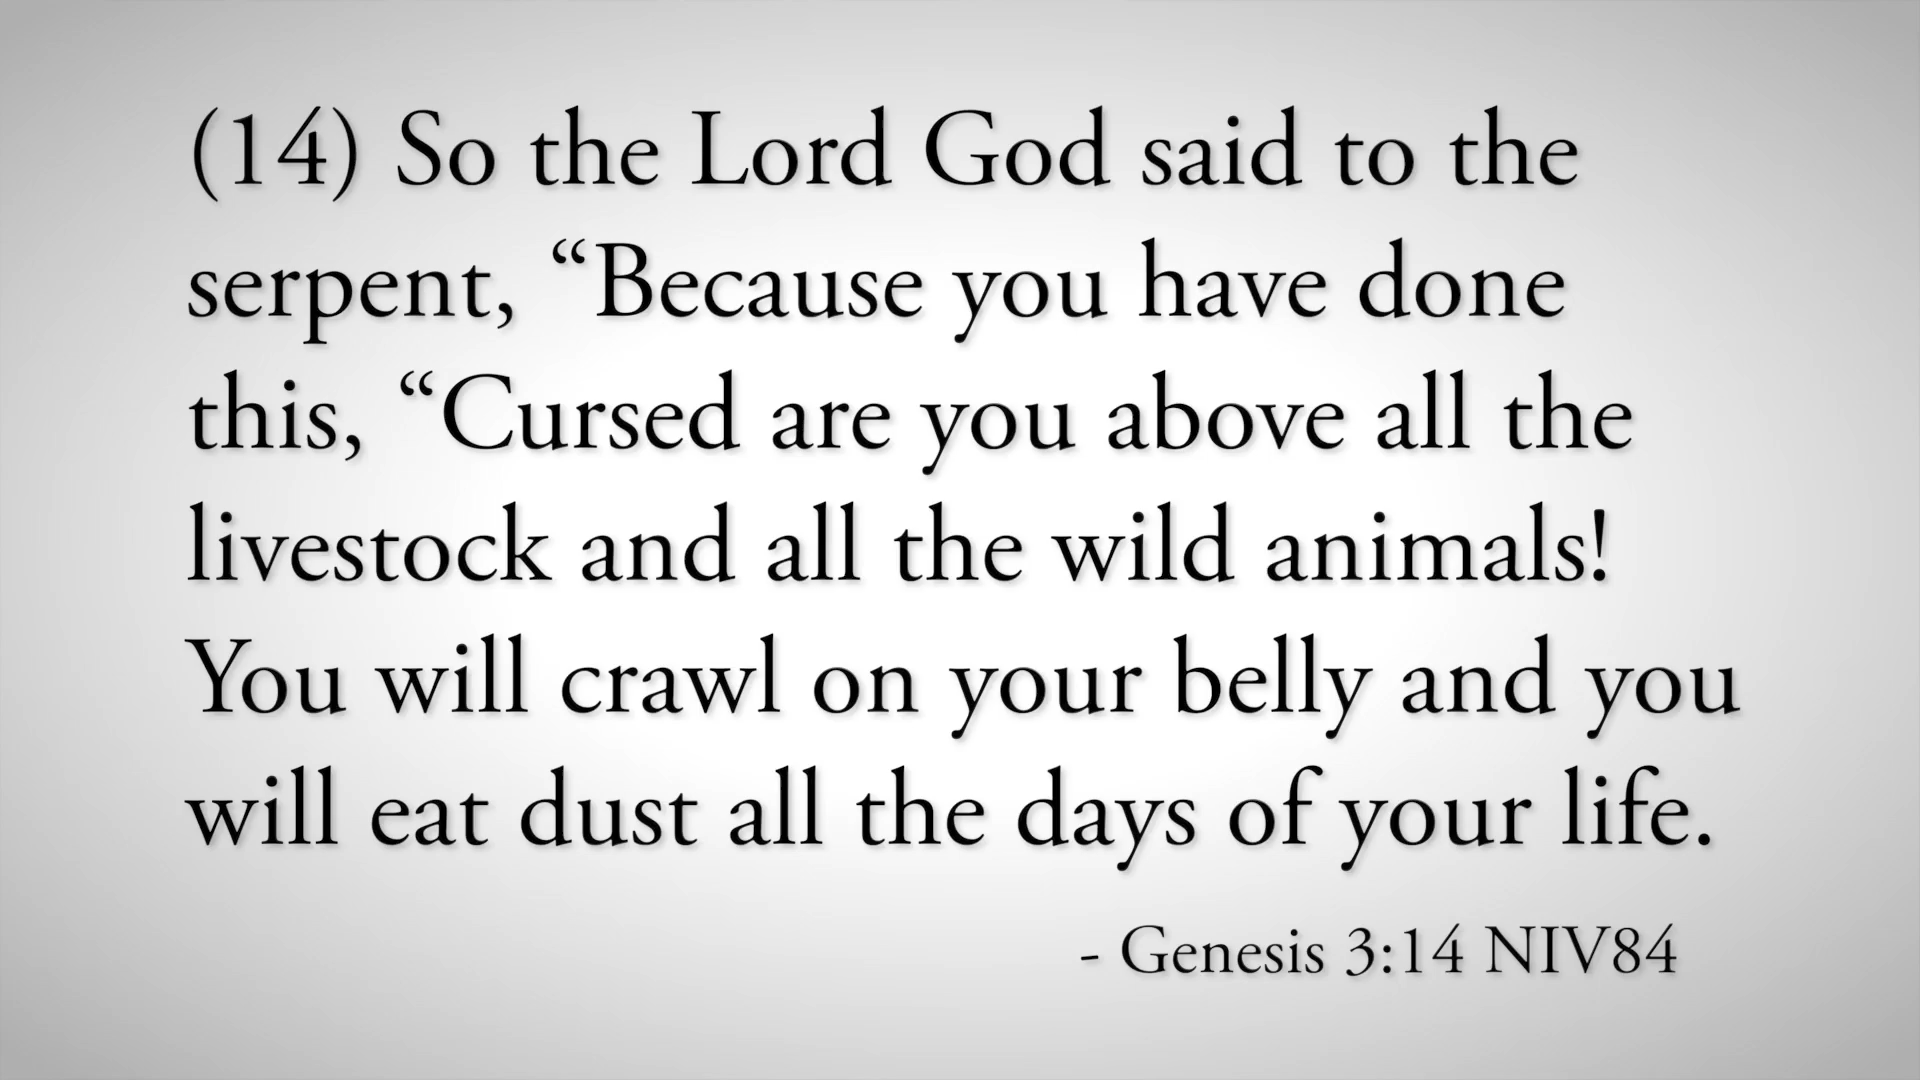 (14) So the Lord God said to the
serpent, “Because you have done
this, “Cursed are you above all the
livestock and all the wild animals!
You will crawl on your belly and you
will eat dust all the days of your life.
- Genesis 3:14 NIV84